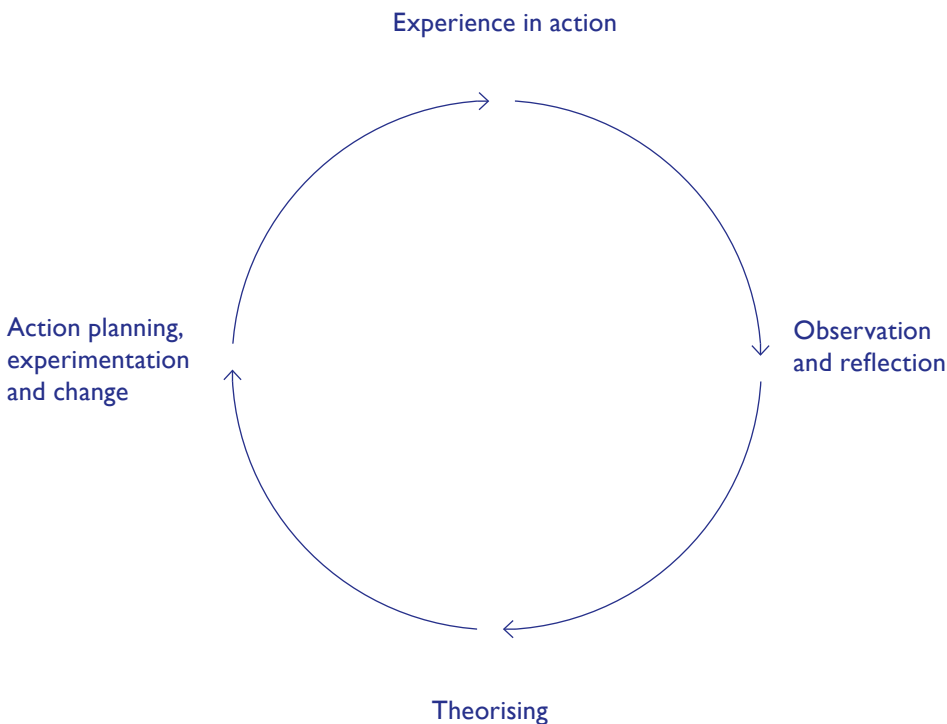 Experience in action
Action planning,
experimentation
and change
Observation
and reflection
Theorising